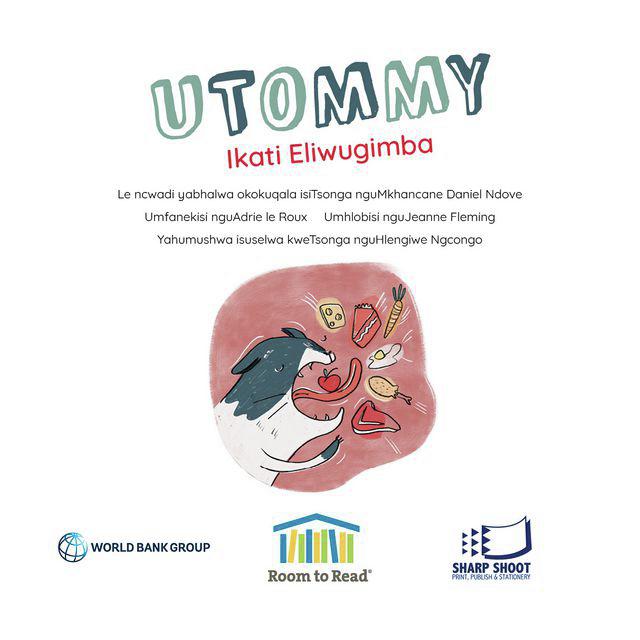 UTOMMY
Ikati Eliwugimba
Le ncwadi yabhalwa okokuqala isiTsonga nguMkhancane Daniel Ndove
Umfanekisi nguAdrie le Roux Umhlobisi nguJeanne Fleming
Yahumushwa isuselwa kweTsonga nguHlengiwe Ngcongo
WORLD BANK GROUP
Room to Read®
SHARP SHOOT
PRINT, PUBLISH & STATIONERY